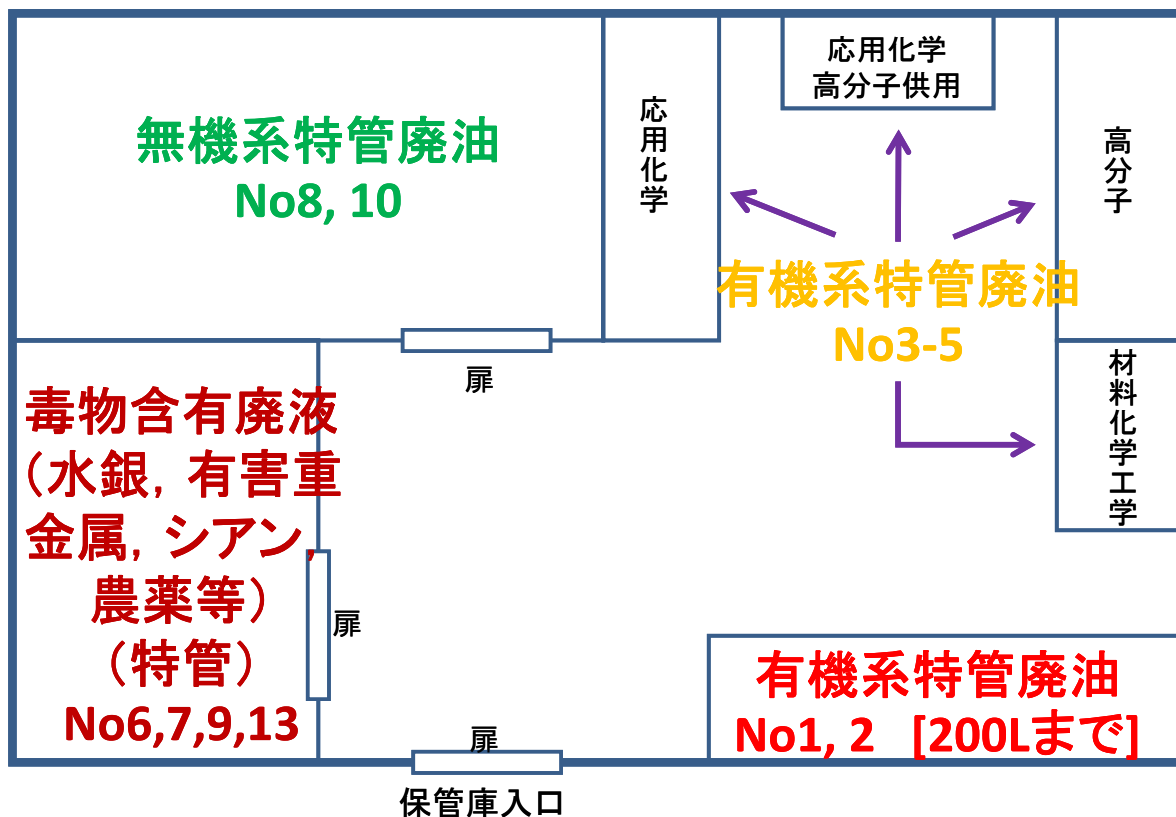 無機系特管廃油
No8, 10
応用化学
応用化学
高分子供用
高分子
有機系特管廃油
No3-5
材料化学工学
扉
毒物含有廃液
（水銀，有害重
金属，シアン，
農薬等）
（特管）
No6,7,9,13
扉
有機系特管廃油
No1, 2 [200Lまで]
扉
保管庫入口